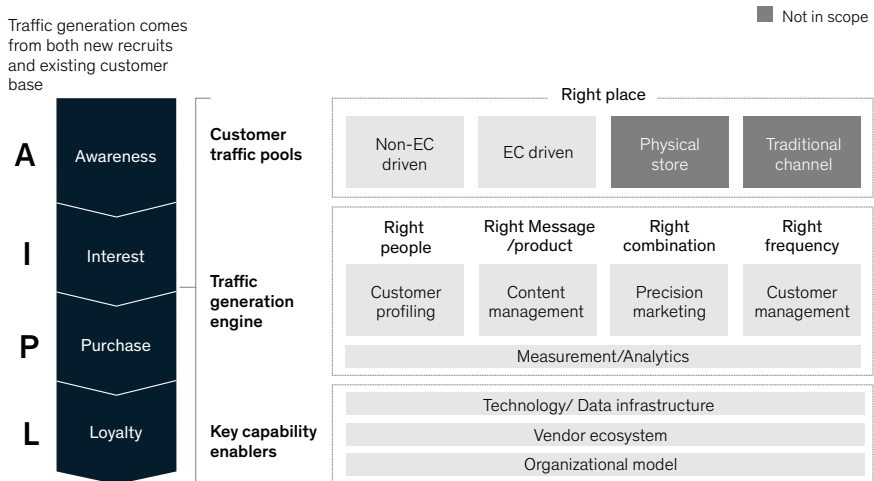 Traffic generation comes
from both new recruits
and existing customer
base
Not in scope
A
Awareness
I
Interest
P
Purchase
L
Loyalty
Customer
traffic pools
Traffic
generation
engine
Key capability
enablers
Right place
Non-EC
driven
EC driven
Physical
store
Traditional
channel
Right
people
Right Message
/product
Right
combination
Right
frequency
Customer
profiling
Content
management
Precision
marketing
Customer
management
Measurement/Analytics
Technology/ Data infrastructure
Vendor ecosystem
Organizational model